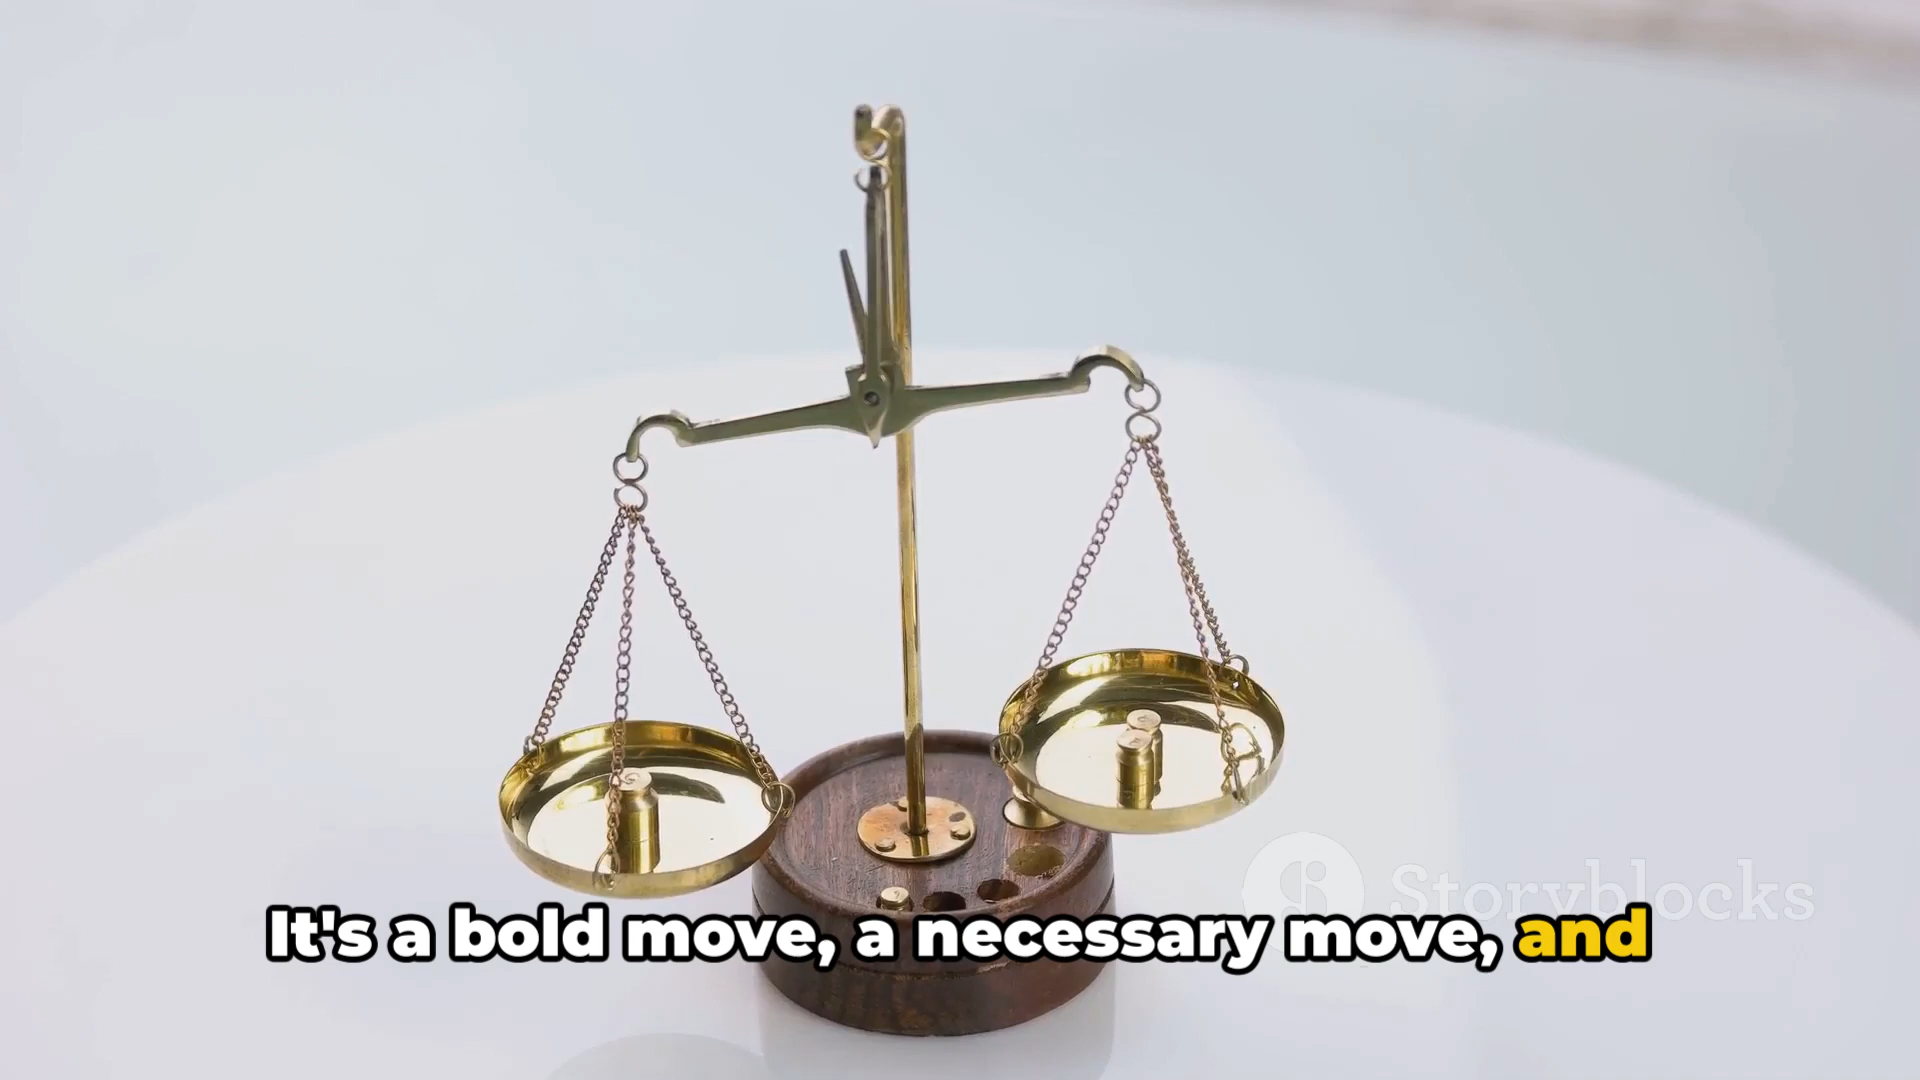 Storyblocks
It's a bold move, a necessary move, and